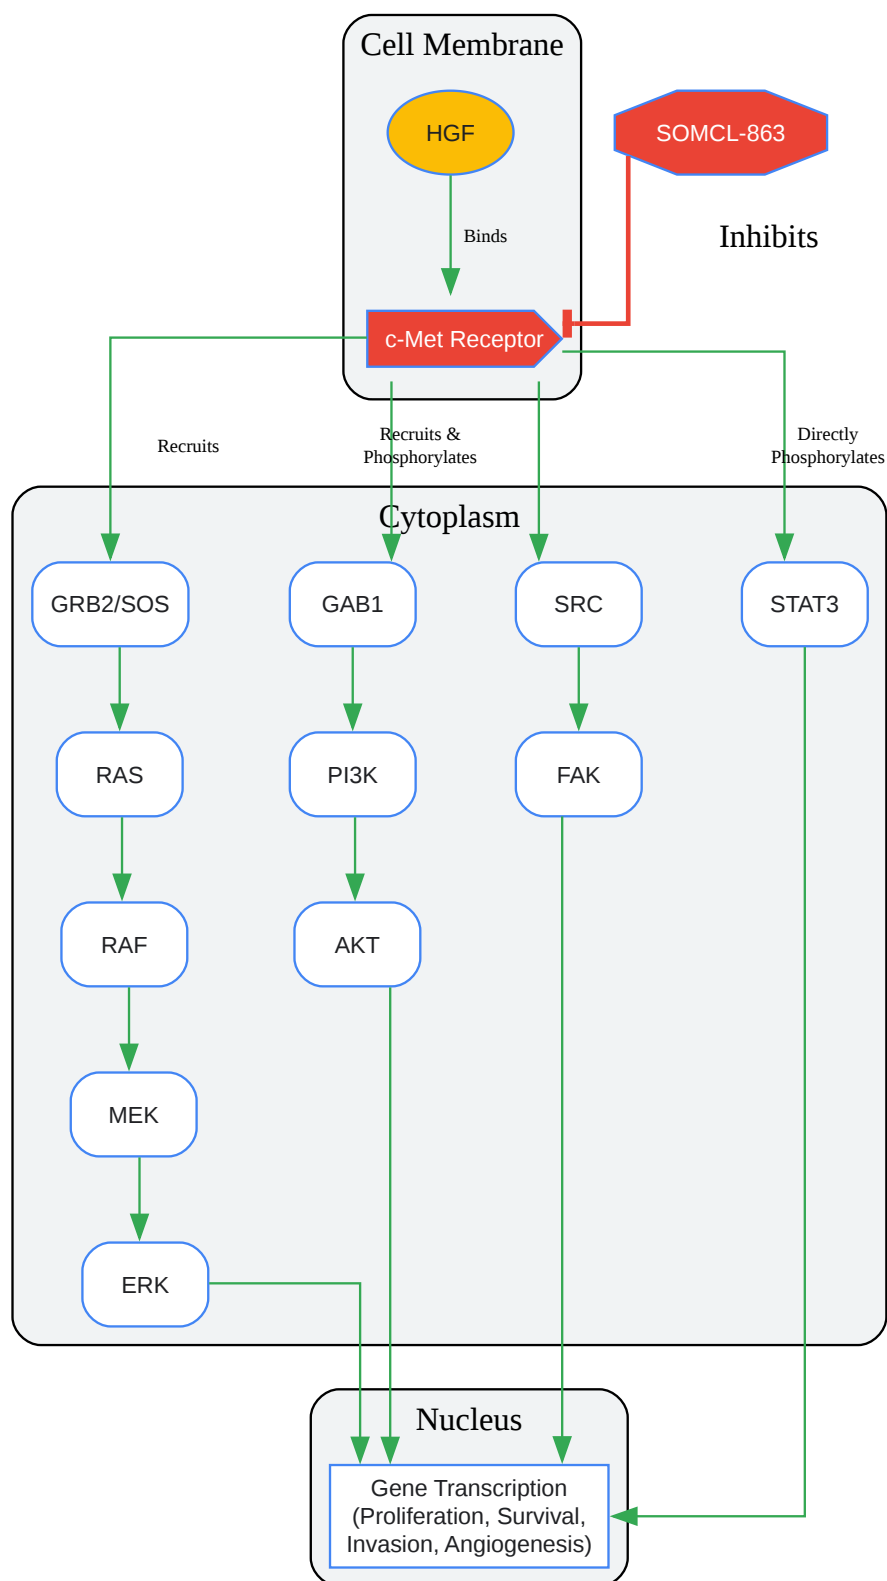 Cell Membrane
HGF
SOMCL-863
Binds
Inhibits
c-Met Receptor
Recruits
Recruits &
Phosphorylates
Directly
Phosphorylates
Cytoplasm
GRB2/SOS
GAB1
SRC
STAT3
RAS
PI3K
FAK
RAF
AKT
MEK
ERK
Nucleus
Gene Transcription
(Proliferation, Survival,
Invasion, Angiogenesis)